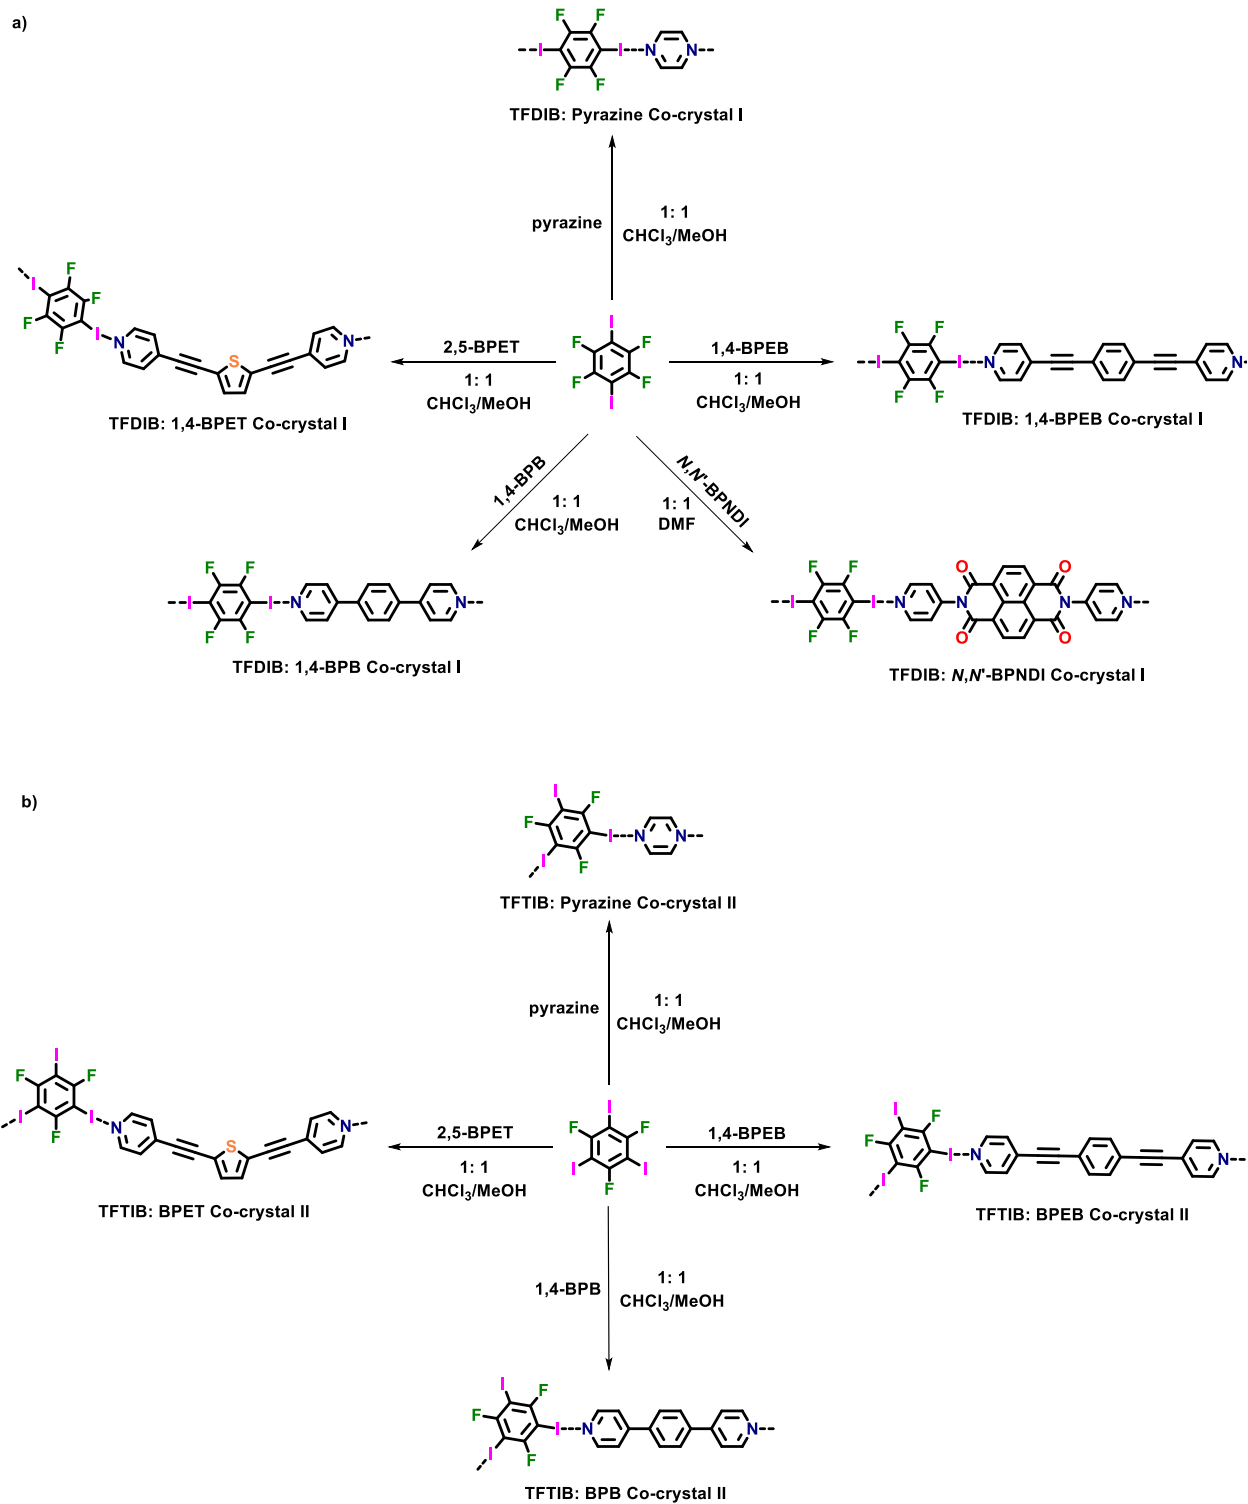 a)
F F
I I N N
F F
TFDIB: Pyrazine Co-crystal I
pyrazine
1: 1
CHCl3/MeOH
I F
F
F I
F N
S
N
TFDIB: 1,4-BPET Co-crystal I
2,5-BPET
1: 1
CHCl3/MeOH
I
F F
F F
I
1,4-BPEB
1: 1
CHCl3/MeOH
F F
I I N N
F F
TFDIB: 1,4-BPEB Co-crystal I
1,4-BPB
1: 1
CHCl3/MeOH
N,N'-BPNDI
1: 1
DMF
F F
I I N N
F F
TFDIB: 1,4-BPB Co-crystal I
F F O O
I I N N N N
F F O O
TFDIB: N,N'-BPNDI Co-crystal I
b)
I F
F I N N
I F
TFTIB: Pyrazine Co-crystal II
pyrazine
1: 1
CHCl3/MeOH
I
F F
I I N N
F S
TFTIB: BPET Co-crystal II
2,5-BPET
1: 1
CHCl3/MeOH
I
F F
I I
F
1,4-BPEB
1: 1
CHCl3/MeOH
I F
F I N N
I F
TFTIB: BPEB Co-crystal II
1,4-BPB
1: 1
CHCl3/MeOH
I F
F I N N
I F
TFTIB: BPB Co-crystal II